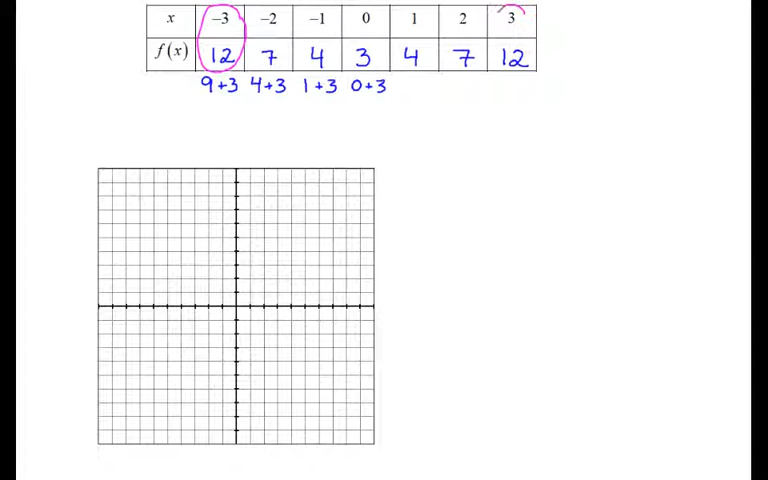 x –3 –2 –1 0 1 2 3
f(x) 12 7 4 3 4 7 12
9+3 4+3 1+3 0+3